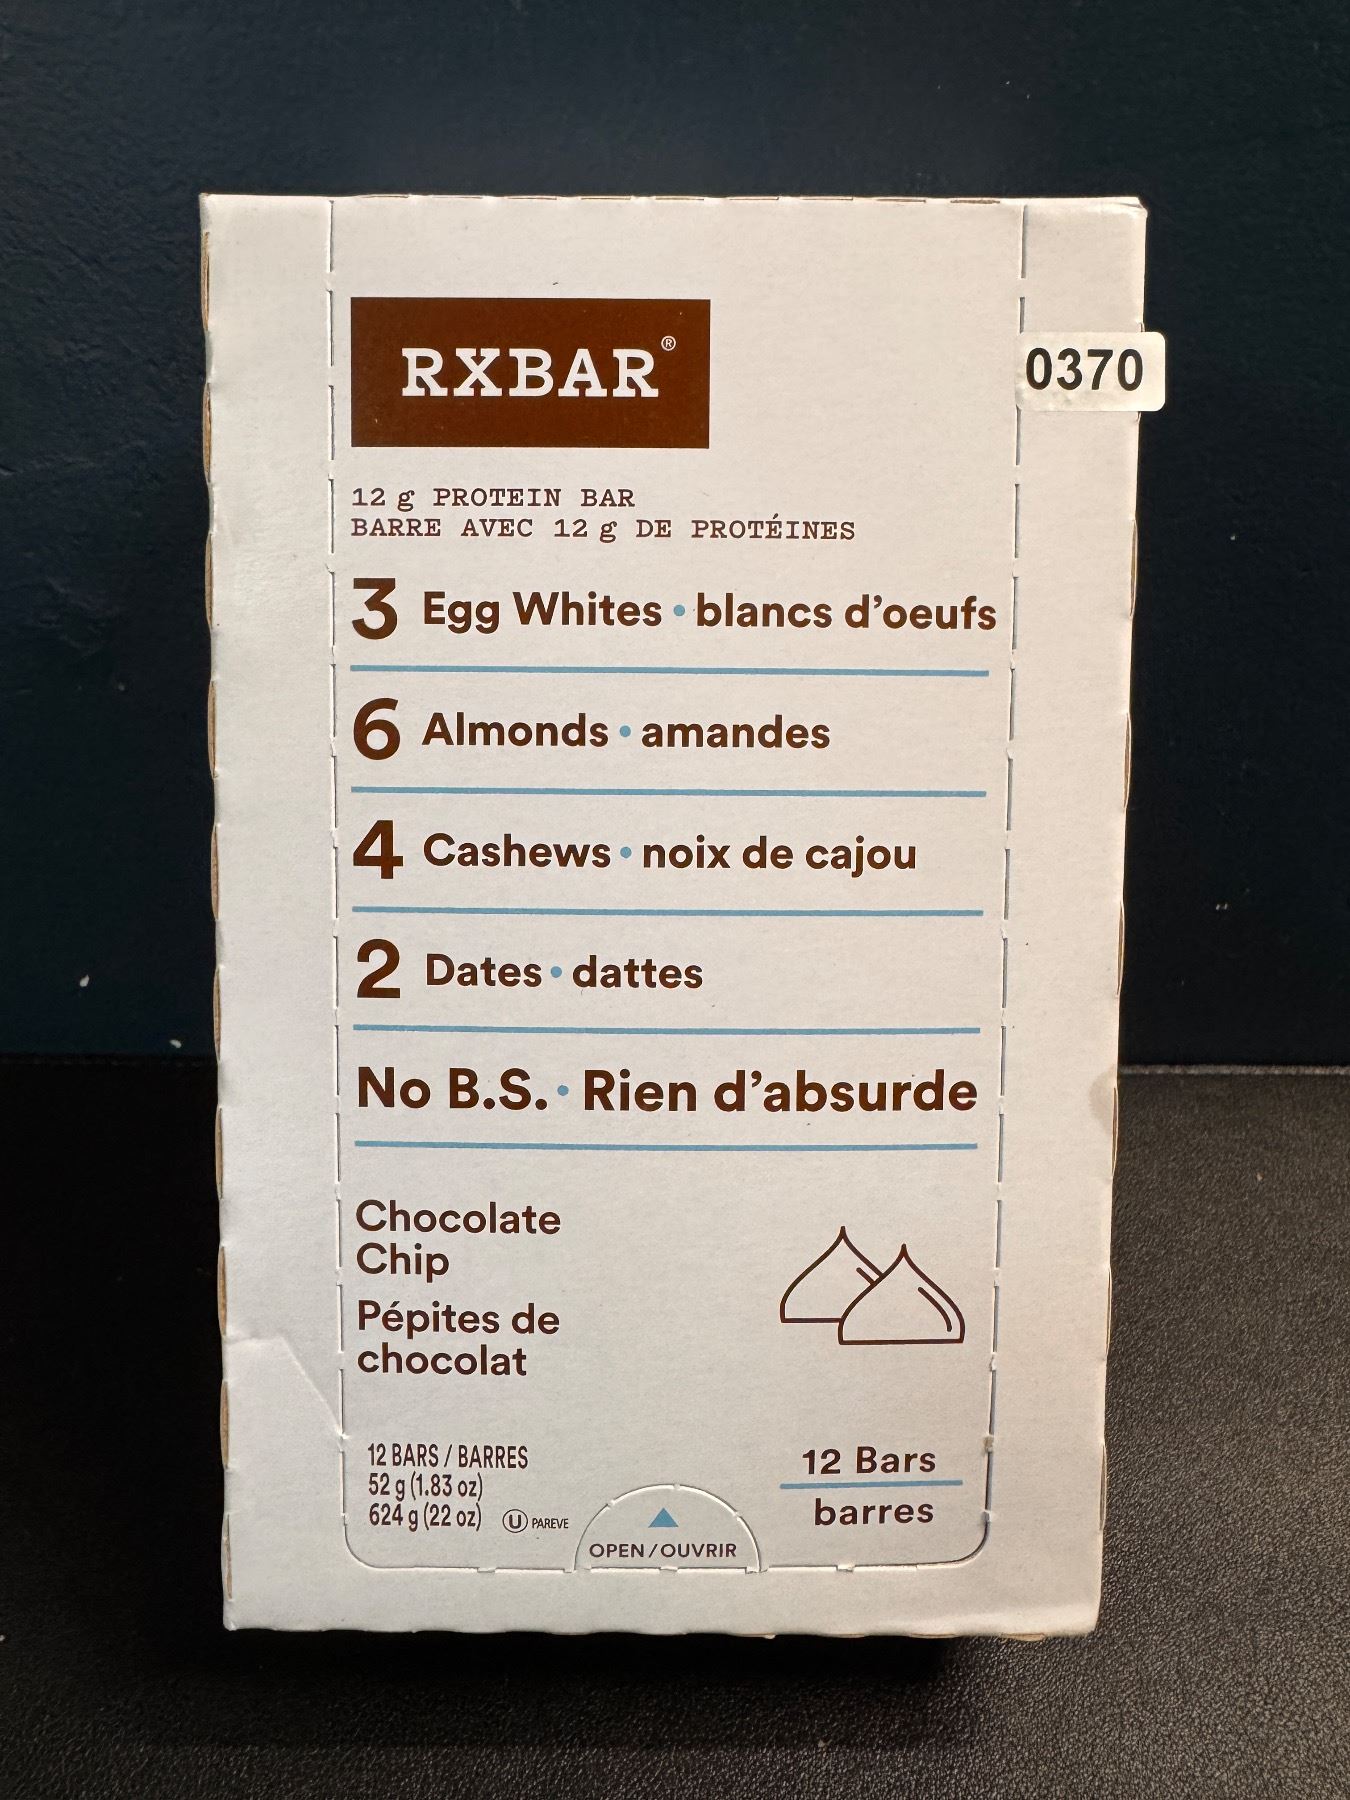 RXBAR®
0370
12 g PROTEIN BAR
BARRE AVEC 12 g DE PROTÉINES
3 Egg Whites • blancs d'oeufs
6 Almonds • amandes
4 Cashews • noix de cajou
2 Dates • dattes
No B.S. • Rien d'absurde
Chocolate
Chip
Pépites de
chocolat
12 BARS / BARRES
52 g (1.83 oz)
624 g (22 oz) U PAREVE
OPEN/OUVRIR
12 Bars
barres